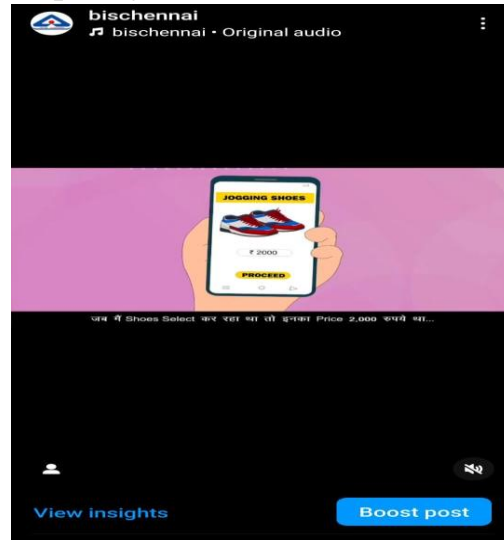 bischennai
bischennai • Original audio
JOGGING SHOES
₹ 2000
PROCEED
जब मैं Shoes Select कर रहा था तो इनका Price 2,000 रुपये था...
View insights
Boost post